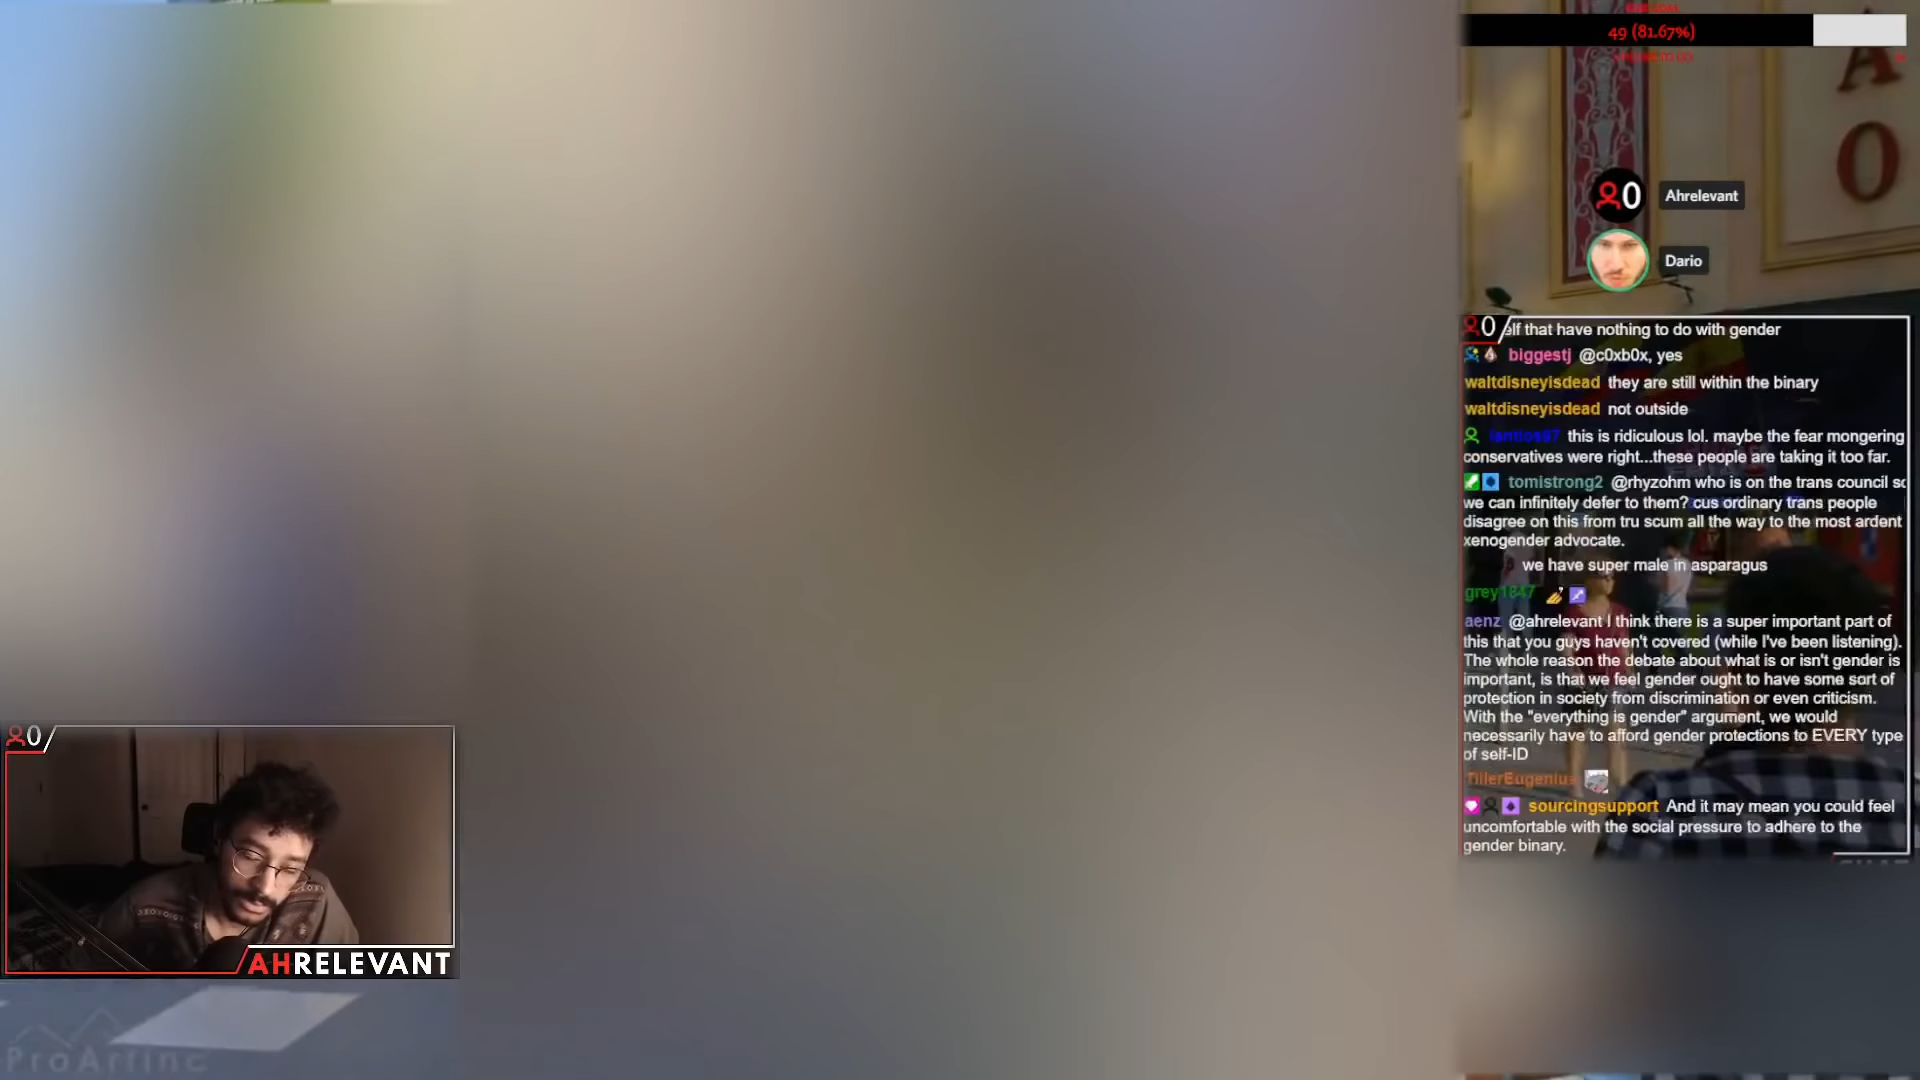 49 (81.67%)
A
O
0
Ahrelevant
Dario
0
elf that have nothing to do with gender
biggestj @c0xb0x, yes
waltdisneyisdead they are still within the binary
waltdisneyisdead not outside
this is ridiculous lol. maybe the fear mongering
conservatives were right...these people are taking it too far.
tomistrong2 @rhyzohm who is on the trans council so
we can infinitely defer to them? cus ordinary trans people
disagree on this from tru scum all the way to the most ardent
xenogender advocate.
we have super male in asparagus
grey1847
aenz @ahrelevant I think there is a super important part of
this that you guys haven't covered (while I've been listening).
The whole reason the debate about what is or isn't gender is
important, is that we feel gender ought to have some sort of
protection in society from discrimination or even criticism.
With the "everything is gender" argument, we would
necessarily have to afford gender protections to EVERY type
of self-ID
TillerEugenius
sourcingsupport And it may mean you could feel
uncomfortable with the social pressure to adhere to the
gender binary.
0
AHRELEVANT
ProArtInc